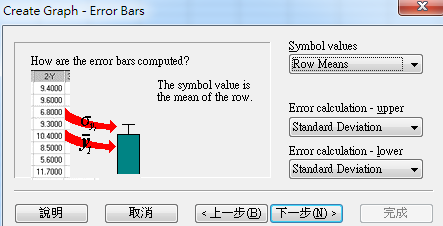 Create Graph - Error Bars
How are the error bars computed?
2-Y
9.4000
9.6000
6.8000
9.3000
10.4000
8.5000
5.6000
11.7000
The symbol value is
the mean of the row.
Symbol values
Row Means
Error calculation - upper
Standard Deviation
Error calculation - lower
Standard Deviation
說明
取消
< 上一步(B)
下一步(N) >
完成